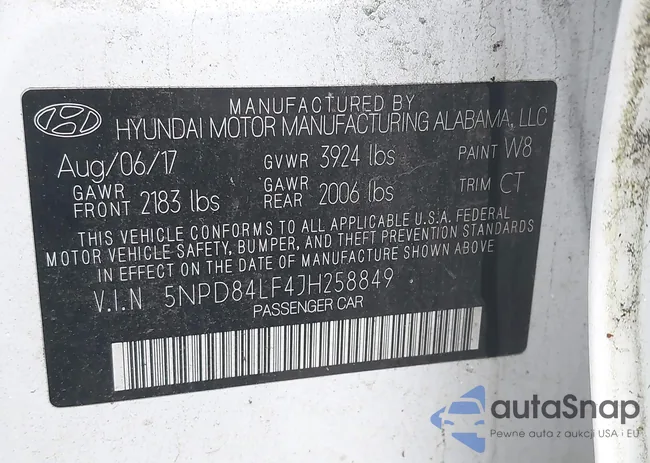 MANUFACTURED BY
HYUNDAI MOTOR MANUFACTURING ALABAMA, LLC
Aug/06/17 GVWR 3924 lbs PAINT W8
GAWR FRONT 2183 lbs GAWR REAR 2006 lbs TRIM CT
THIS VEHICLE CONFORMS TO ALL APPLICABLE U.S.A. FEDERAL
MOTOR VEHICLE SAFETY, BUMPER, AND THEFT PREVENTION STANDARDS
IN EFFECT ON THE DATE OF MANUFACTURE SHOWN ABOVE
V.I.N 5NPD84LF4JH258849
PASSENGER CAR
autaSnap
Pewne auta z aukcji USA i EU